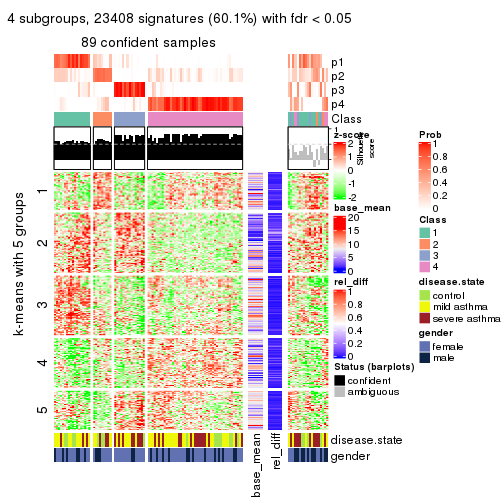 4 subgroups, 23408 signatures (60.1%) with fdr < 0.05
89 confident samples
p1
p2
p3
p4
Class
Silhouette score
1
k-means with 5 groups
1
2
3
4
5
z-score
2
1
0
-1
-2
base_mean
20
15
10
5
0
rel_diff
1
0.8
0.6
0.4
0.2
0
Status (barplots)
confident
ambiguous
Prob
1
0.8
0.6
0.4
0.2
0
Class
1
2
3
4
disease.state
control
mild asthma
severe asthma
gender
female
male
disease.state
gender
base_mean
rel_diff